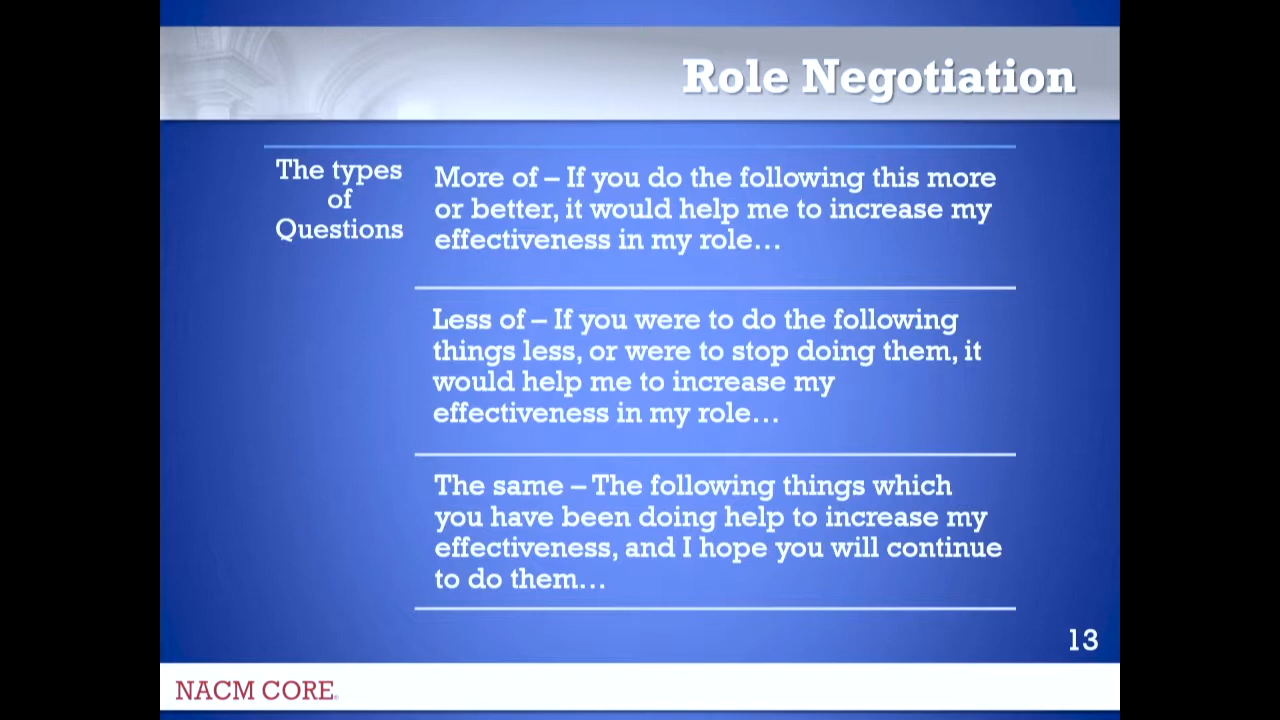 Role Negotiation
The types
of
Questions
More of – If you do the following this more
or better, it would help me to increase my
effectiveness in my role…
Less of – If you were to do the following
things less, or were to stop doing them, it
would help me to increase my
effectiveness in my role…
The same – The following things which
you have been doing help to increase my
effectiveness, and I hope you will continue
to do them…
13
NACM CORE®